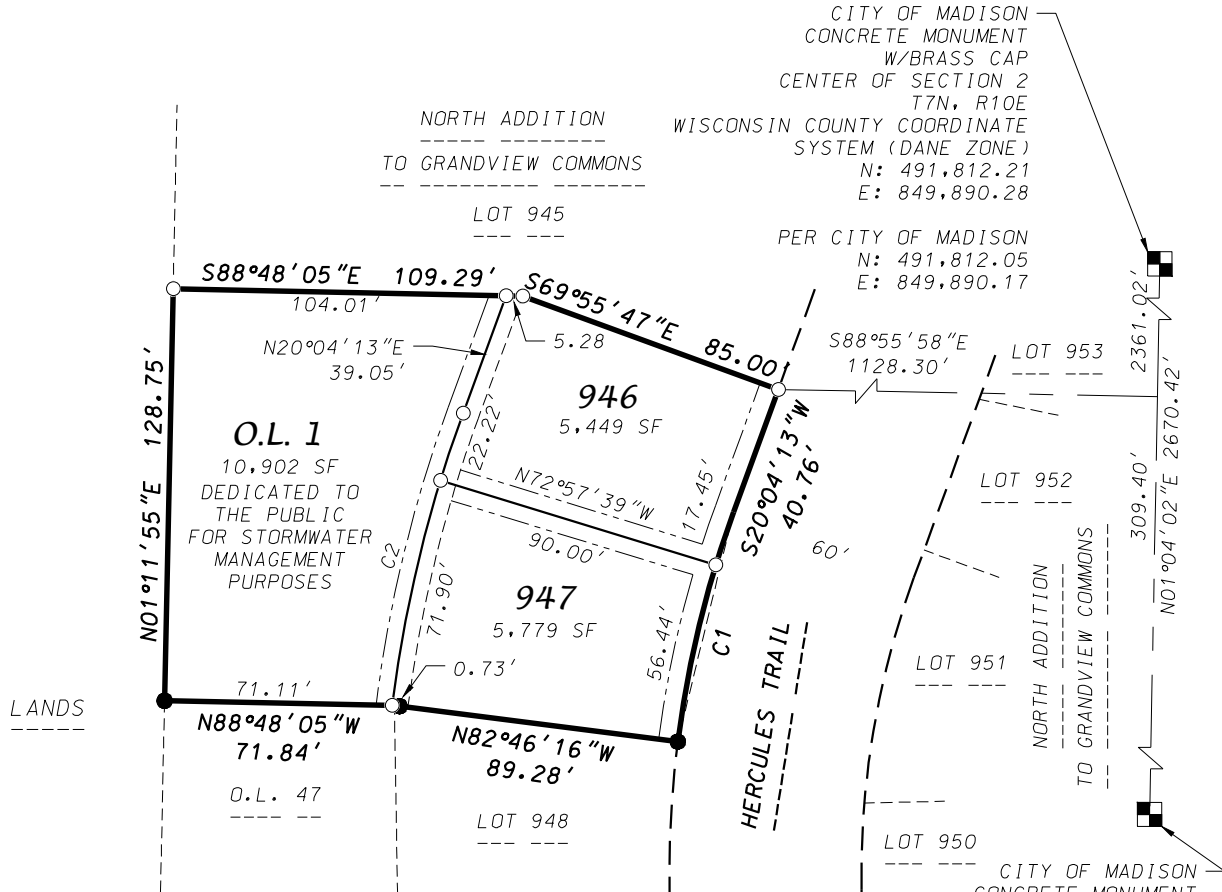 CITY OF MADISON
CONCRETE MONUMENT
W/BRASS CAP
CENTER OF SECTION 2
T7N, R10E
WISCONSIN COUNTY COORDINATE
SYSTEM (DANE ZONE)
N: 491,812.21
E: 849,890.28
PER CITY OF MADISON
N: 491,812.05
E: 849,890.17
NORTH ADDITION
TO GRANDVIEW COMMONS
LOT 945
S88°48'05"E 109.29'
104.01'
S69°55'47"E 85.00'
5.28
N20°04'13"E
39.05'
S88°55'58"E
1128.30'
LOT 953
2361.02'
N01°04'02"E 2670.42'
309.40'
N01°11'55"E 128.75'
O.L. 1
10,902 SF
DEDICATED TO
THE PUBLIC
FOR STORMWATER
MANAGEMENT
PURPOSES
946
5,449 SF
22.22'
17.45'
S20°04'13"W
40.76'
N72°57'39"W
90.00'
C2
71.90'
947
5,779 SF
56.44'
C1
60'
HERCULES TRAIL
LOT 952
LOT 951
NORTH ADDITION
TO GRANDVIEW COMMONS
0.73'
71.11'
N88°48'05"W
71.84'
N82°46'16"W
89.28'
LANDS
O.L. 47
LOT 948
LOT 950
CITY OF MADISON
CONCRETE MONUMENT